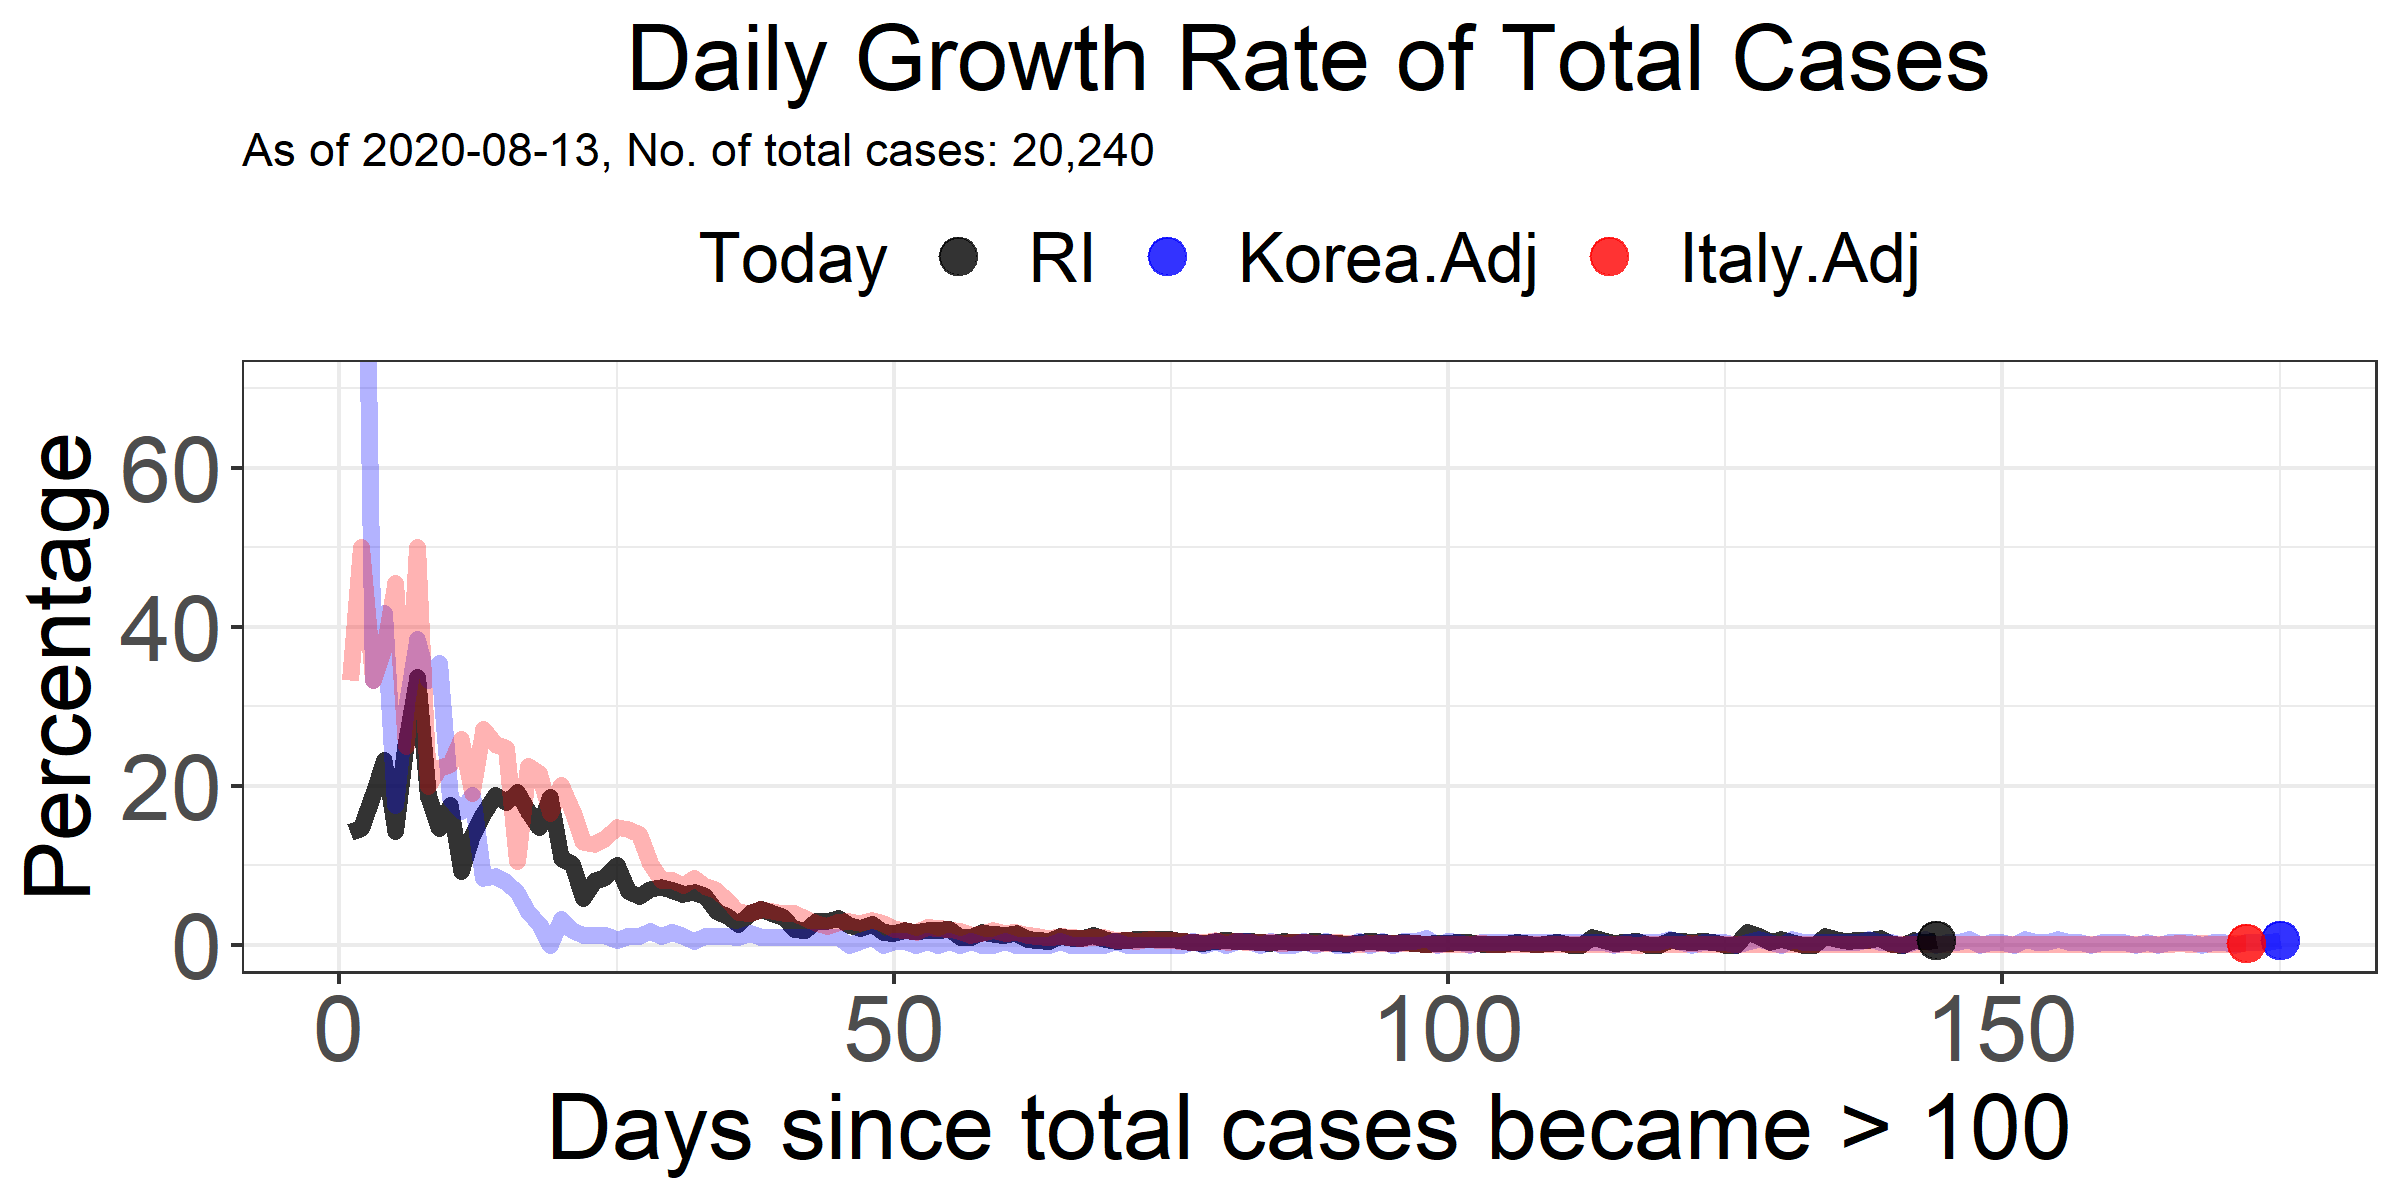 Daily Growth Rate of Total Cases
As of 2020-08-13, No. of total cases: 20,240
Today RI Korea.Adj Italy.Adj
Percentage
60
40
20
0
0 50 100 150
Days since total cases became > 100